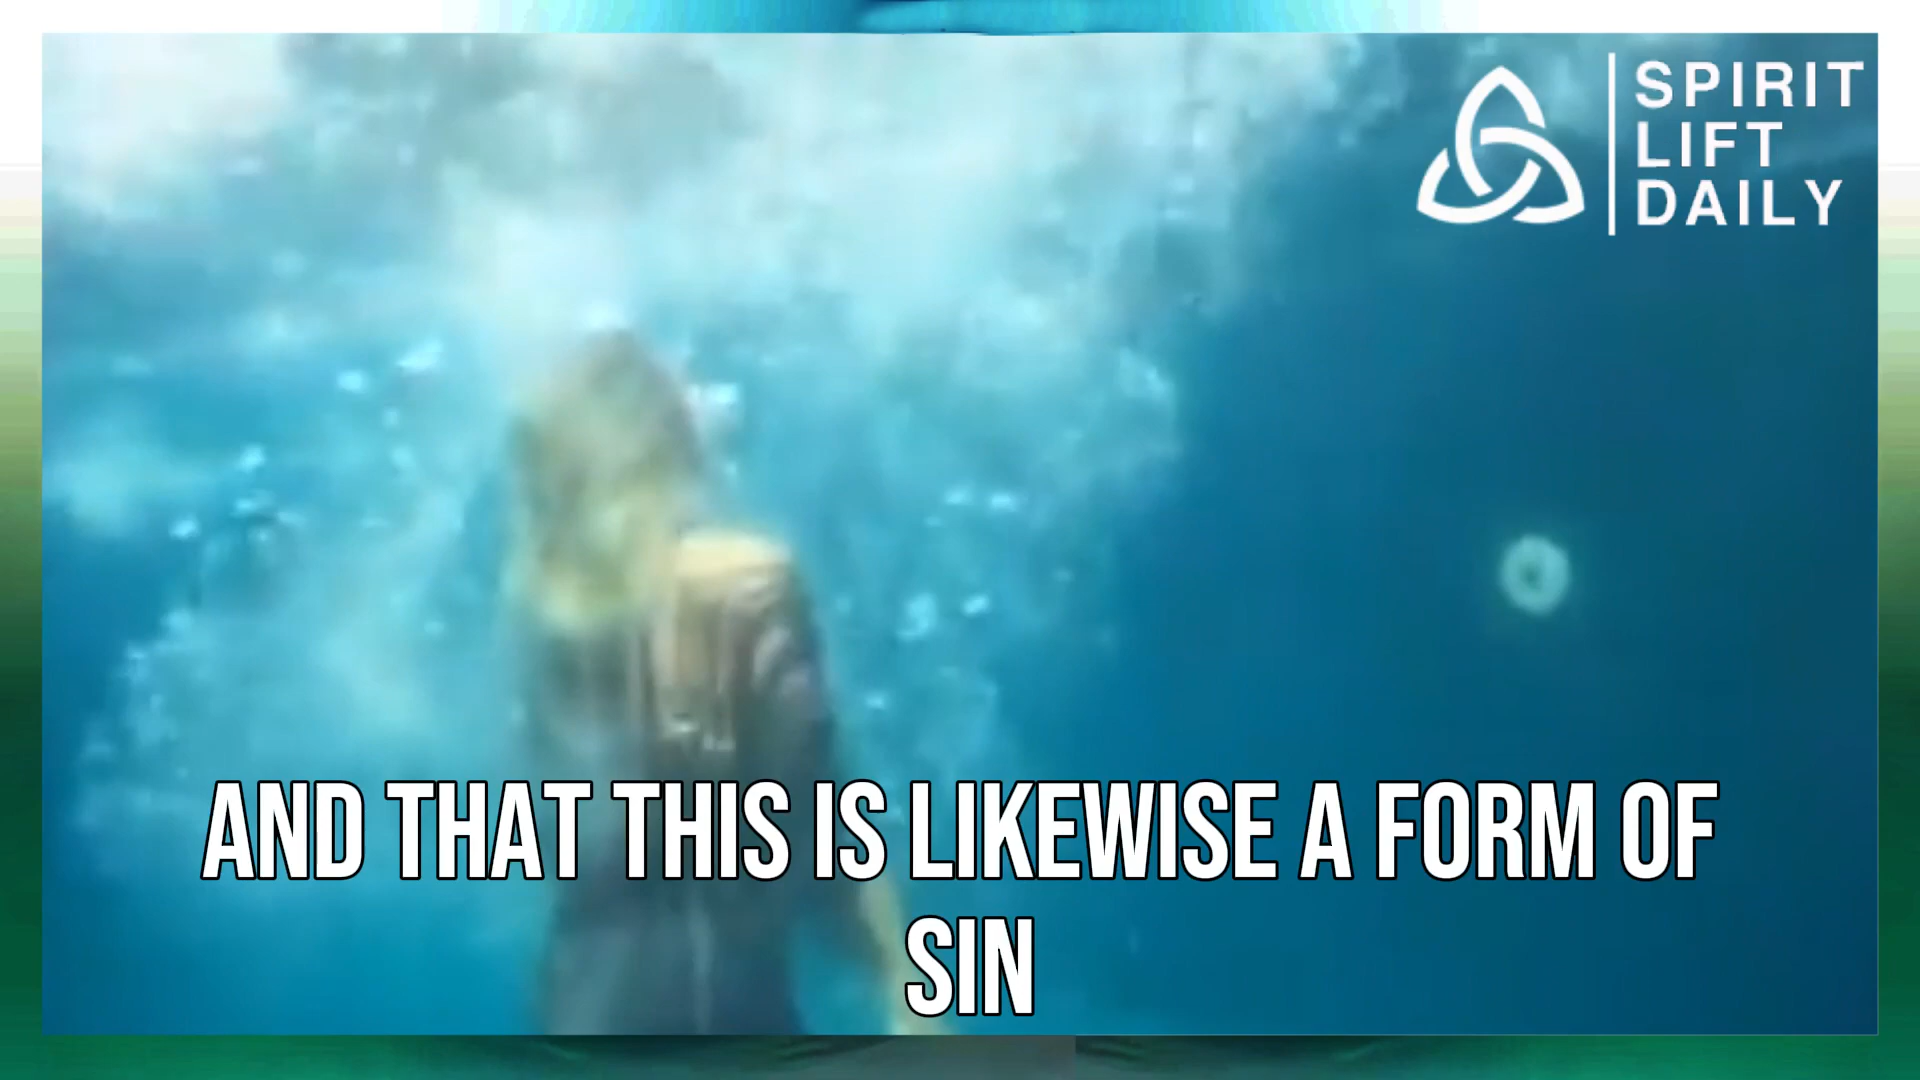 SPIRIT
LIFT
DAILY
AND THAT THIS IS LIKEWISE A FORM OF
SIN